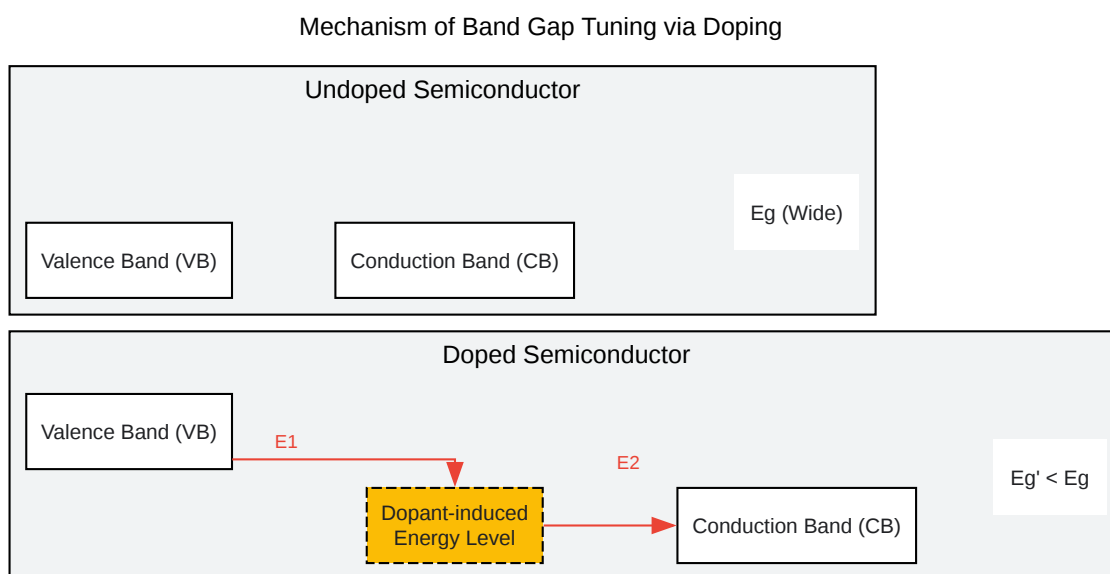 Mechanism of Band Gap Tuning via Doping
Undoped Semiconductor
Eg (Wide)
Valence Band (VB)
Conduction Band (CB)
Doped Semiconductor
Valence Band (VB)
E1
E2
Eg' < Eg
Dopant-induced
Energy Level
Conduction Band (CB)